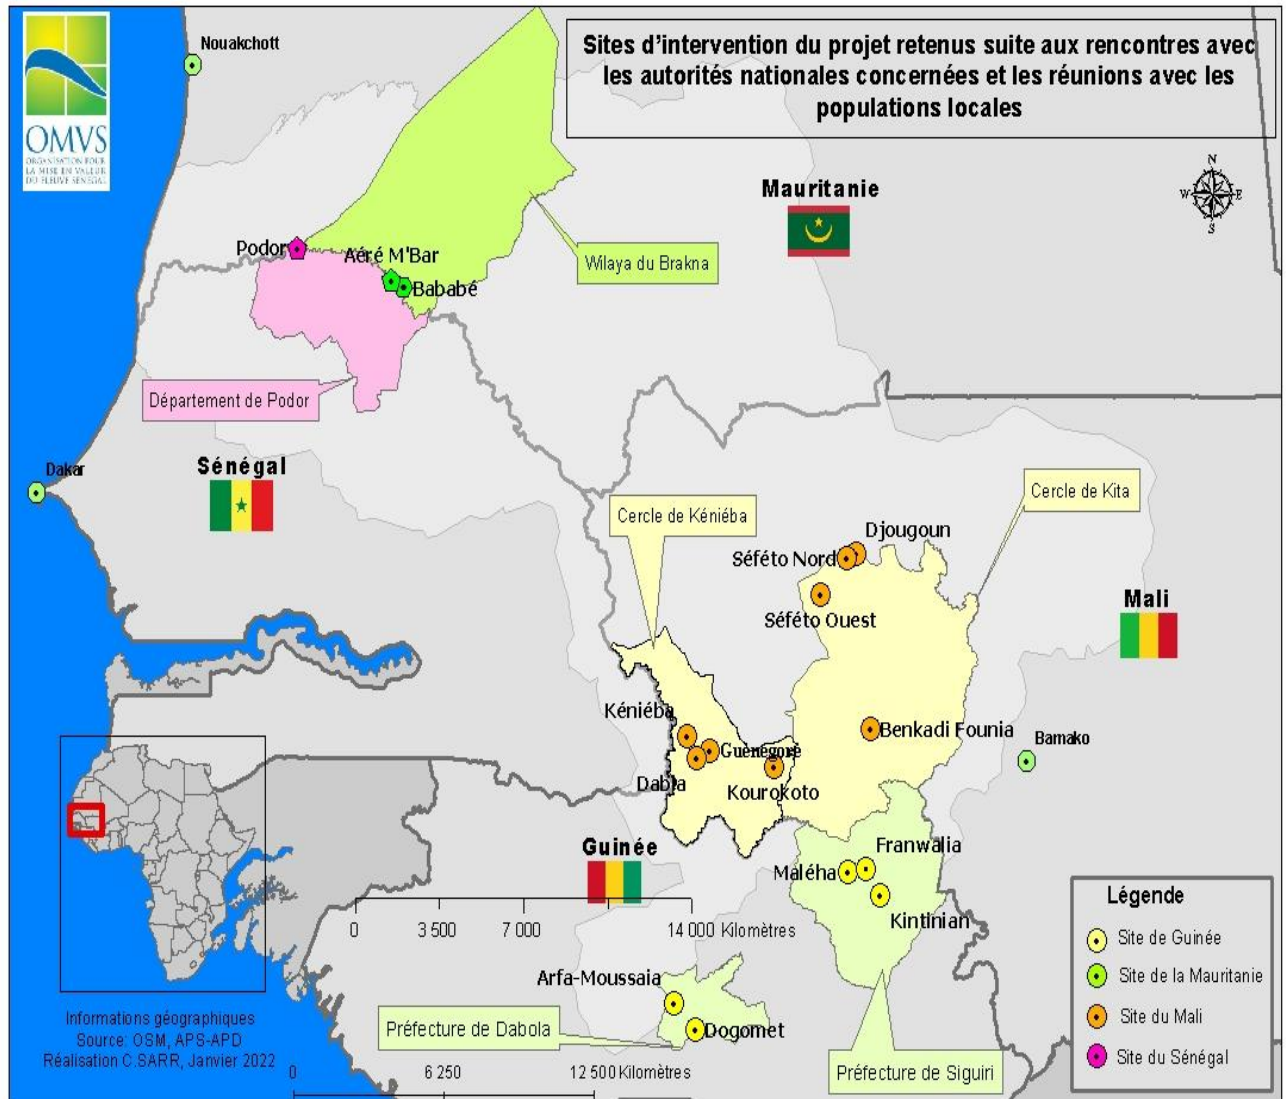 OMVS
ORGANISATION POUR
LA MISE EN VALEUR
DU FLEUVE SENEGAL
Nouakchott
Sites d'intervention du projet retenus suite aux rencontres avec
les autorités nationales concernées et les réunions avec les
populations locales
N
W
E
S
Mauritanie
Podor
Aéré M'Bar
Bababé
Wilaya du Brakna
Département de Podor
Dakar
Sénégal
Cercle de Kéniéba
Cercle de Kita
Djougoun
Séféto Nord
Séféto Ouest
Mali
Kéniéba
Guénégoré
Dabia
Kourokoto
Benkadi Founia
Bamako
Guinée
Franwalia
Maléha
Kintinian
0 3 500 7 000 14 000 Kilomètres
Arfa-Moussaia
Dogomet
Préfecture de Dabola
Préfecture de Siguiri
Légende
Site de Guinée
Site de la Mauritanie
Site du Mali
Site du Sénégal
Informations géographiques
Source: OSM, APS-APD
Réalisation C.SARR, Janvier 2022
0 6 250 12 500 Kilomètres